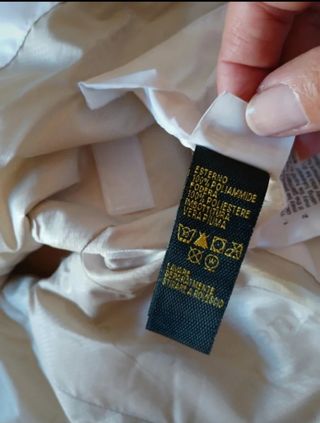 ESTERNO
100% POLIAMMIDE
FODERA
100% POLIESTERE
IMBOTTITURA
VERA PIUMA
LAVARE
SEPARATAMENTE
STIRARE A ROVESCIO